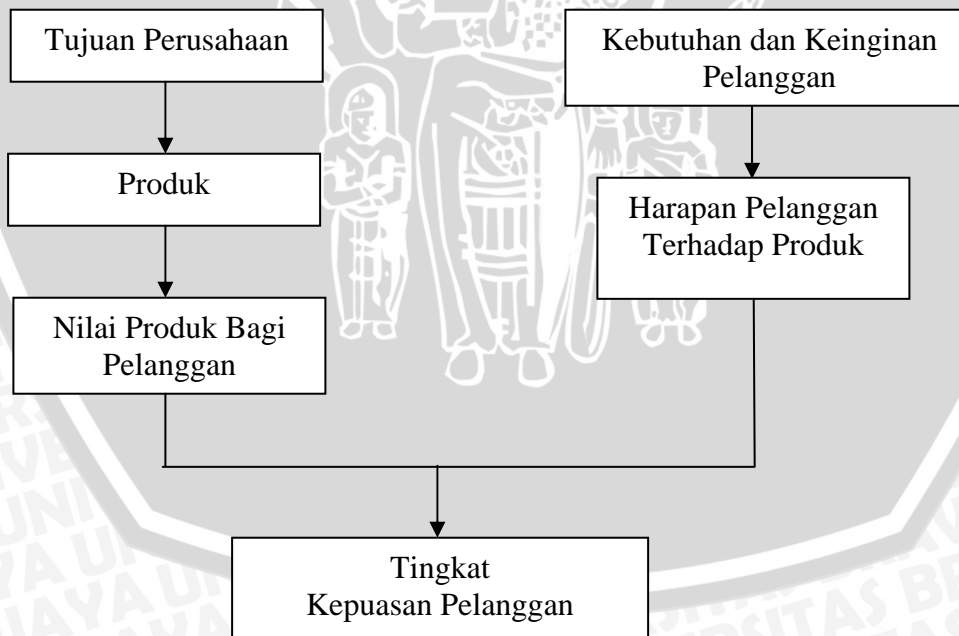 Tujuan Perusahaan
Kebutuhan dan Keinginan
Pelanggan
Produk
Harapan Pelanggan
Terhadap Produk
Nilai Produk Bagi
Pelanggan
Tingkat
Kepuasan Pelanggan